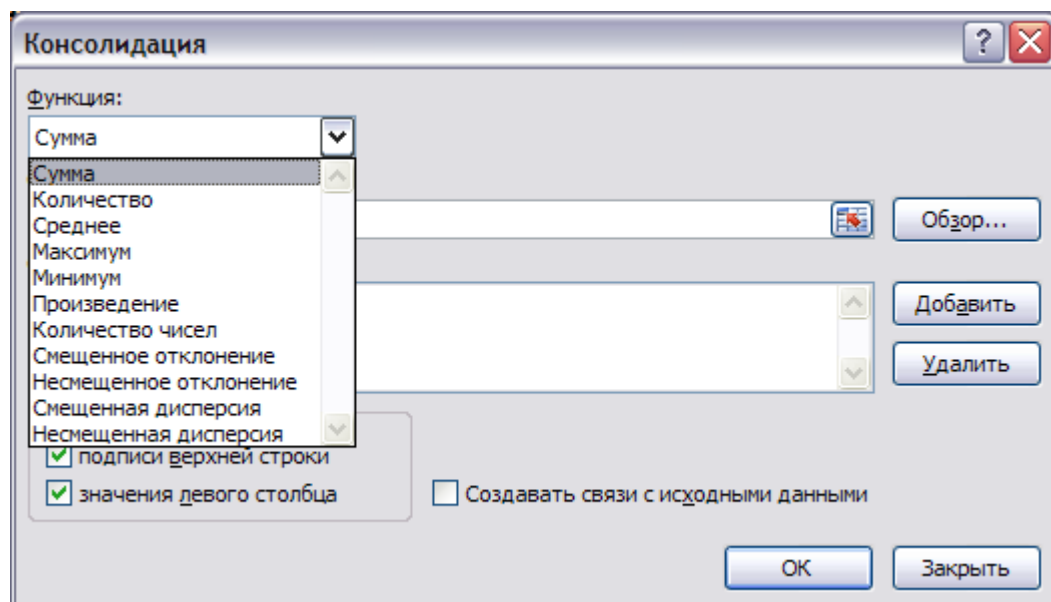 Консолидация
Функция:
Сумма
Сумма
Количество
Среднее
Максимум
Минимум
Произведение
Количество чисел
Смещенное отклонение
Несмещенное отклонение
Смещенная дисперсия
Несмещенная дисперсия
Обзор...
Добавить
Удалить
подписи верхней строки
значения левого столбца
Создавать связи с исходными данными
ОК
Закрыть